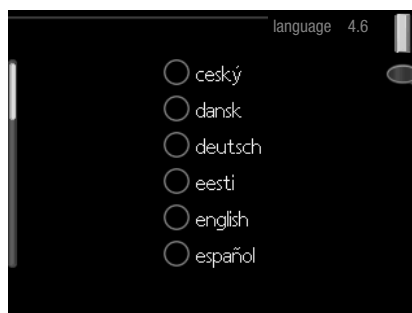 language 4.6
ceský
dansk
deutsch
eesti
english
español